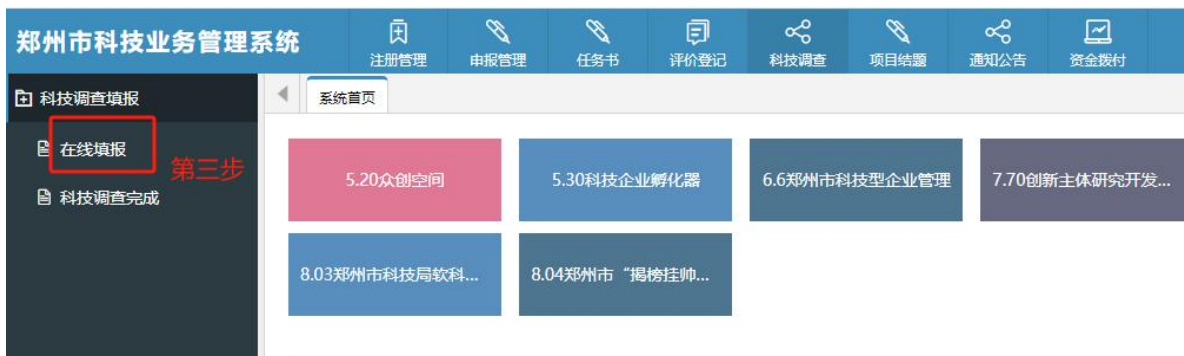 郑州市科技业务管理系统
注册管理 申报管理 任务书 评价登记 科技调查 项目结题 通知公告 资金拨付
科技调查填报
系统首页
在线填报
第三步
科技调查完成
5.20众创空间
5.30科技企业孵化器
6.6郑州市科技型企业管理
7.70创新主体研究开发...
8.03郑州市科技局软科...
8.04郑州市“揭榜挂帅...